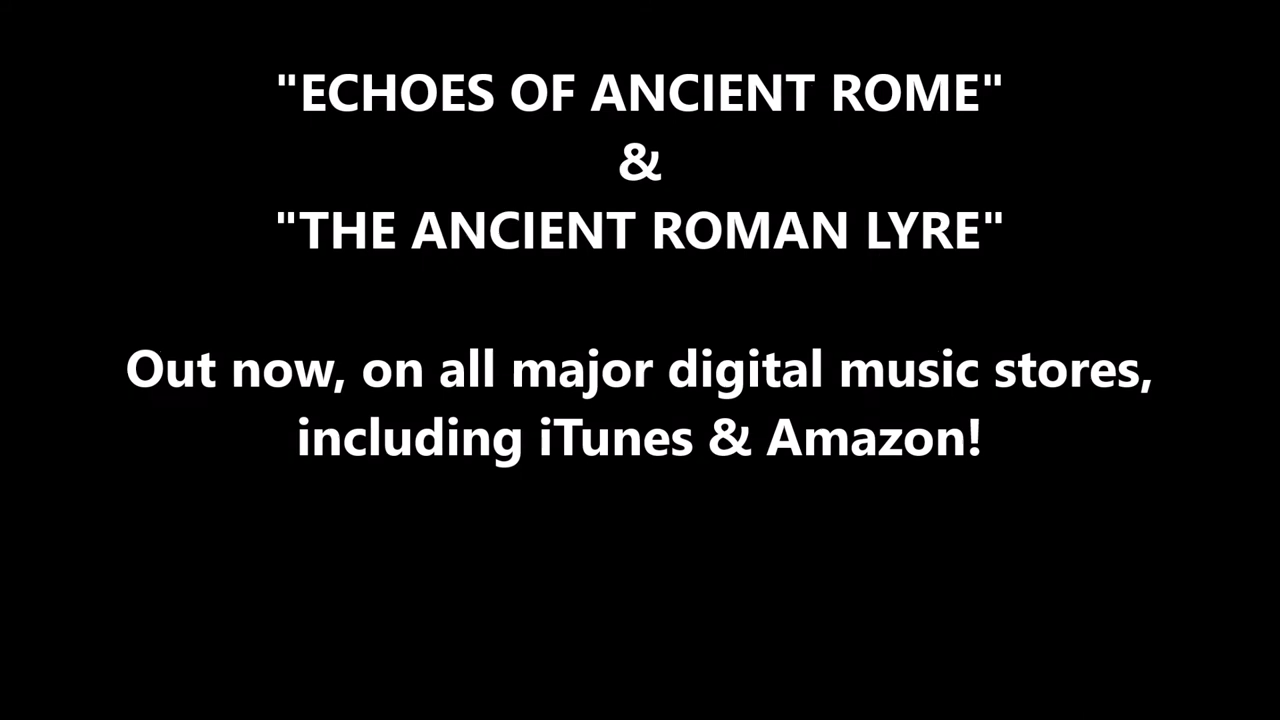 "ECHOES OF ANCIENT ROME"
&
"THE ANCIENT ROMAN LYRE"
Out now, on all major digital music stores,
including iTunes & Amazon!